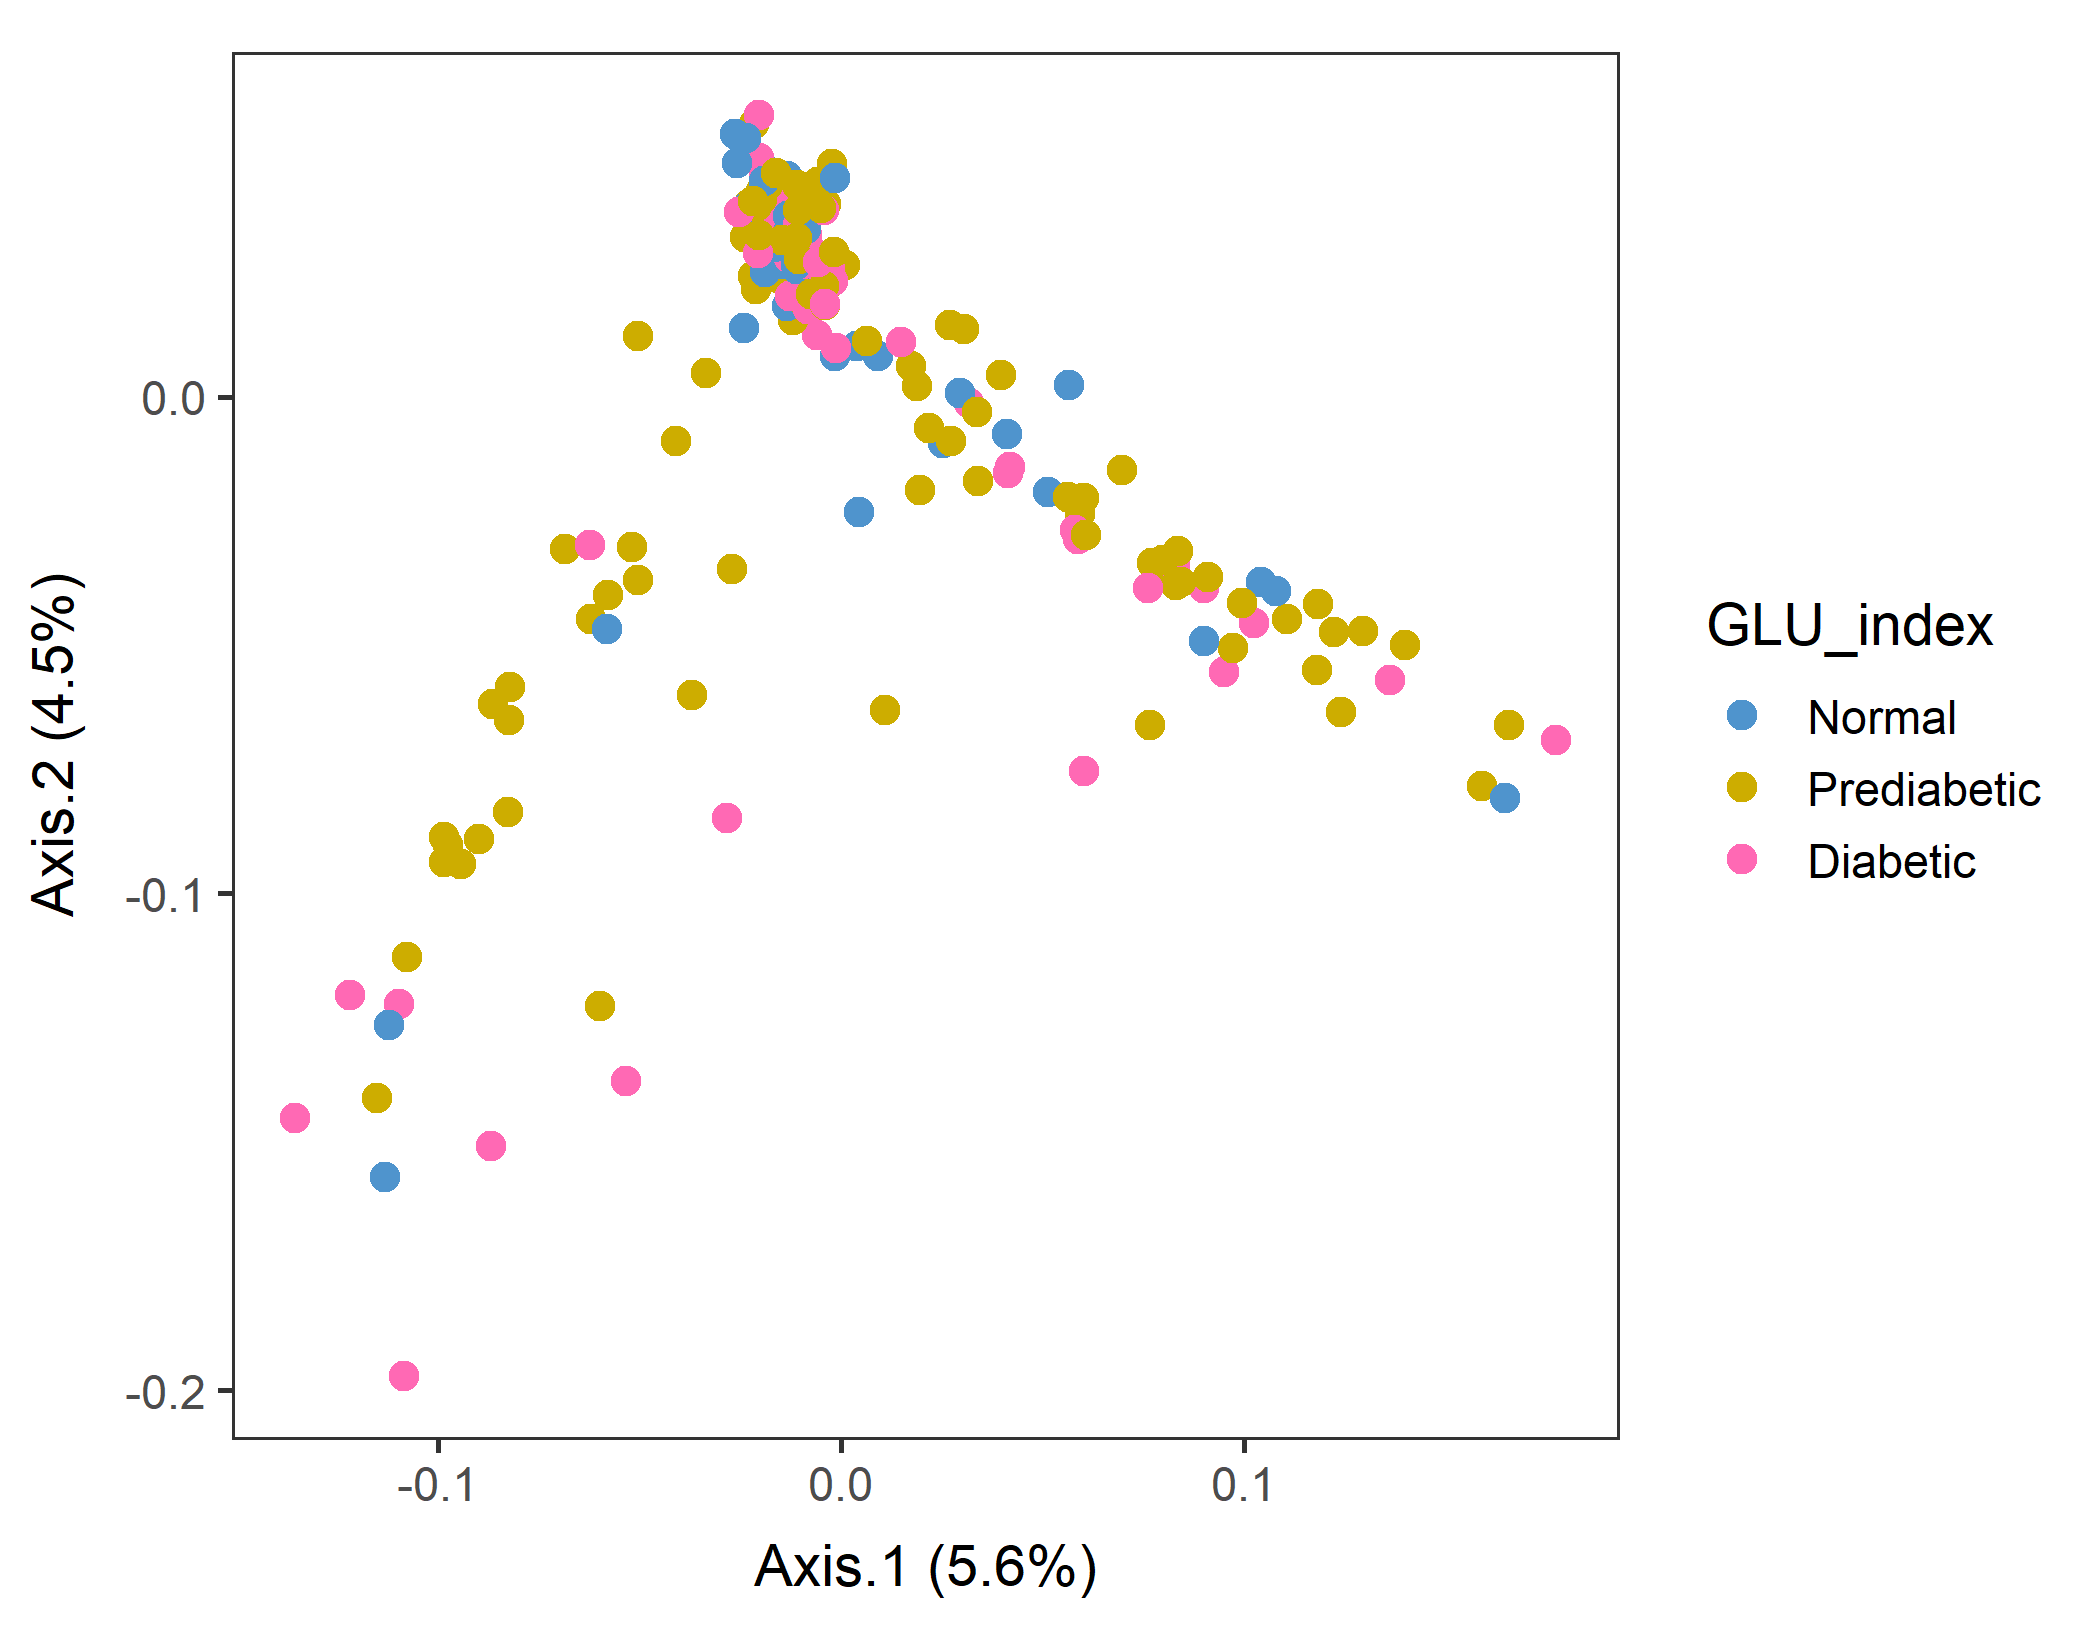 Axis.2 (4.5%)
0.0
-0.1
-0.2
-0.1
0.0
0.1
Axis.1 (5.6%)
GLU_index
Normal
Prediabetic
Diabetic